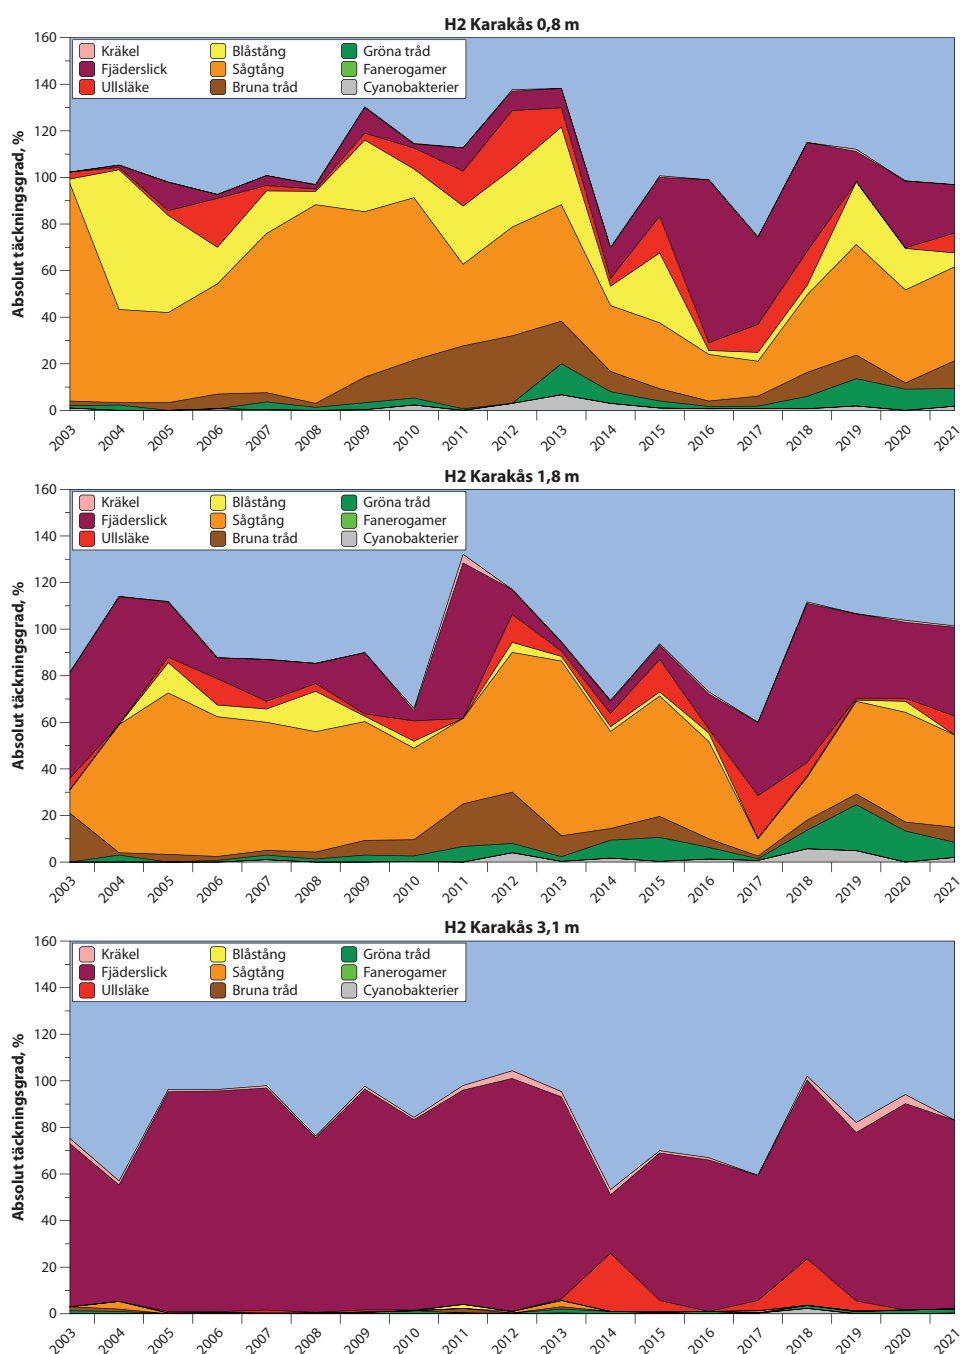 H2 Karakås 0,8 m
Absolut täckningsgrad, %
160
140
120
100
80
60
40
20
0
Kräkel
Blåstång
Gröna tråd
Fjäderslick
Sågtång
Fanerogamer
Ullsläke
Bruna tråd
Cyanobakterier
2003 2004 2005 2006 2007 2008 2009 2010 2011 2012 2013 2014 2015 2016 2017 2018 2019 2020 2021
H2 Karakås 1,8 m
Absolut täckningsgrad, %
160
140
120
100
80
60
40
20
0
Kräkel
Blåstång
Gröna tråd
Fjäderslick
Sågtång
Fanerogamer
Ullsläke
Bruna tråd
Cyanobakterier
2003 2004 2005 2006 2007 2008 2009 2010 2011 2012 2013 2014 2015 2016 2017 2018 2019 2020 2021
H2 Karakås 3,1 m
Absolut täckningsgrad, %
160
140
120
100
80
60
40
20
0
Kräkel
Blåstång
Gröna tråd
Fjäderslick
Sågtång
Fanerogamer
Ullsläke
Bruna tråd
Cyanobakterier
2003 2004 2005 2006 2007 2008 2009 2010 2011 2012 2013 2014 2015 2016 2017 2018 2019 2020 2021